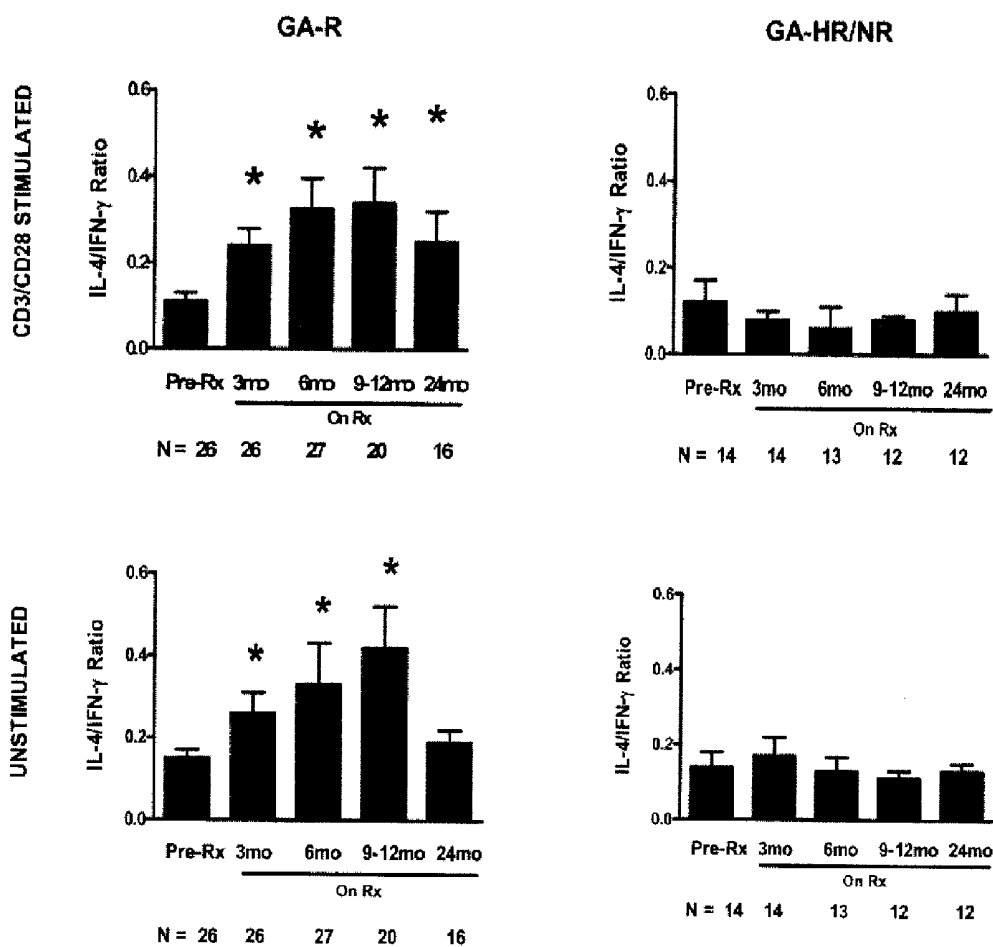 GA-R
GA-HR/NR
CD3/CD28 STIMULATED
IL-4/IFN-γ Ratio
0.6
0.4
0.2
0.0
* * * *
Pre-Rx 3mo 6mo 9-12mo 24mo
On Rx
N = 26 26 27 20 16
IL-4/IFN-γ Ratio
0.6
0.4
0.2
0.0
Pre-Rx 3mo 6mo 9-12mo 24mo
On Rx
N = 14 14 13 12 12
UNSTIMULATED
IL-4/IFN-γ Ratio
0.6
0.4
0.2
0.0
* * *
Pre-Rx 3mo 6mo 9-12mo 24mo
On Rx
N = 26 26 27 20 16
IL-4/IFN-γ Ratio
0.6
0.4
0.2
0.0
Pre-Rx 3mo 6mo 9-12mo 24mo
On Rx
N = 14 14 13 12 12